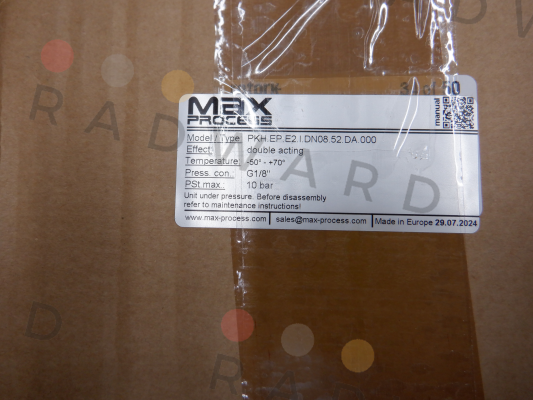 MAX
PROCESS
manual
Model / Type: PKH.EP.E2 I.DN08.52.DA.000
Effect: double acting
Temperature: -50° - +70°
Press. con.: G1/8"
PSt max.: 10 bar
Unit under pressure. Before disassembly
refer to maintenance instructions!
www.max-process.com sales@max-process.com Made in Europe 29.07.2024
RADWARD